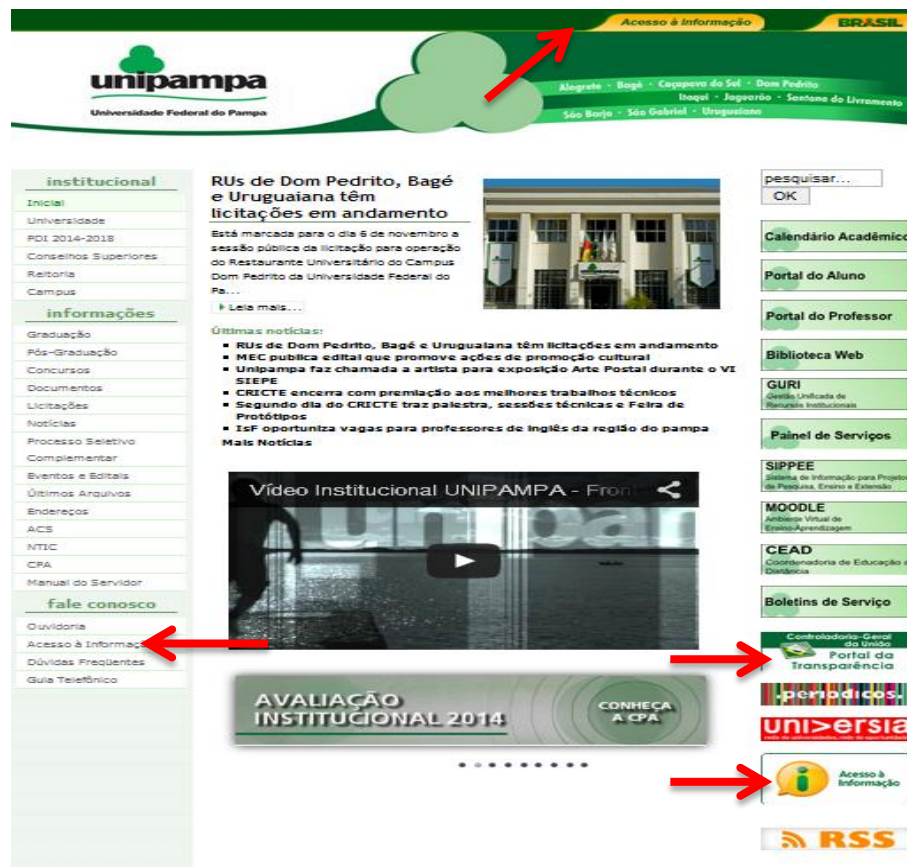 Acesso à Informação
BRASIL
unipampa
Universidade Federal do Pampa
Alegrete · Bagé · Caçapava do Sul · Dom Pedrito
Itaqui · Jaguarão · Santana do Livramento
São Borja · São Gabriel · Uruguaiana
institucional
Inicial
Universidade
PDI 2014-2018
Conselhos Superiores
Reitoria
Campus
informações
Graduação
Pós-Graduação
Concursos
Documentos
Licitações
Notícias
Processo Seletivo
Complementar
Eventos e Editais
Últimos Arquivos
Endereços
ACS
NTIC
CPA
Manual do Servidor
fale conosco
Ouvidoria
Acesso à Informaç
Dúvidas Freqüentes
Guia Telefônico
RUs de Dom Pedrito, Bagé
e Uruguaiana têm
licitações em andamento
Está marcada para o dia 6 de novembro a
sessão pública da licitação para operação
do Restaurante Universitário do Campus
Dom Pedrito da Universidade Federal do
Pa...
Leia mais...
Últimas notícias:
RUs de Dom Pedrito, Bagé e Uruguaiana têm licitações em andamento
MEC publica edital que promove ações de promoção cultural
Unipampa faz chamada a artista para exposição Arte Postal durante o VI
SIEPE
CRICTE encerra com premiação aos melhores trabalhos técnicos
Segundo dia do CRICTE traz palestra, sessões técnicas e Feira de
Protótipos
IsF oportuniza vagas para professores de inglês da região do pampa
Mais Notícias
Vídeo Institucional UNIPAMPA - Fron
unipam
AVALIAÇÃO
INSTITUCIONAL 2014
CONHEÇA
A CPA
pesquisar...
OK
Calendário Acadêmico
Portal do Aluno
Portal do Professor
Biblioteca Web
GURI
Gestão Unificada de
Recursos Institucionais
Painel de Serviços
SIPPEE
Sistema de Informação para Projetos
de Pesquisa, Ensino e Extensão
MOODLE
Ambiente Virtual de
Ensino-Aprendizagem
CEAD
Coordenadoria de Educação a
Distância
Boletins de Serviço
Controladoria-Geral
da União
Portal da
Transparência
.periodicos.
uni>ersia
rede de universidades, rede de oportunidades
Acesso à
Informação
RSS